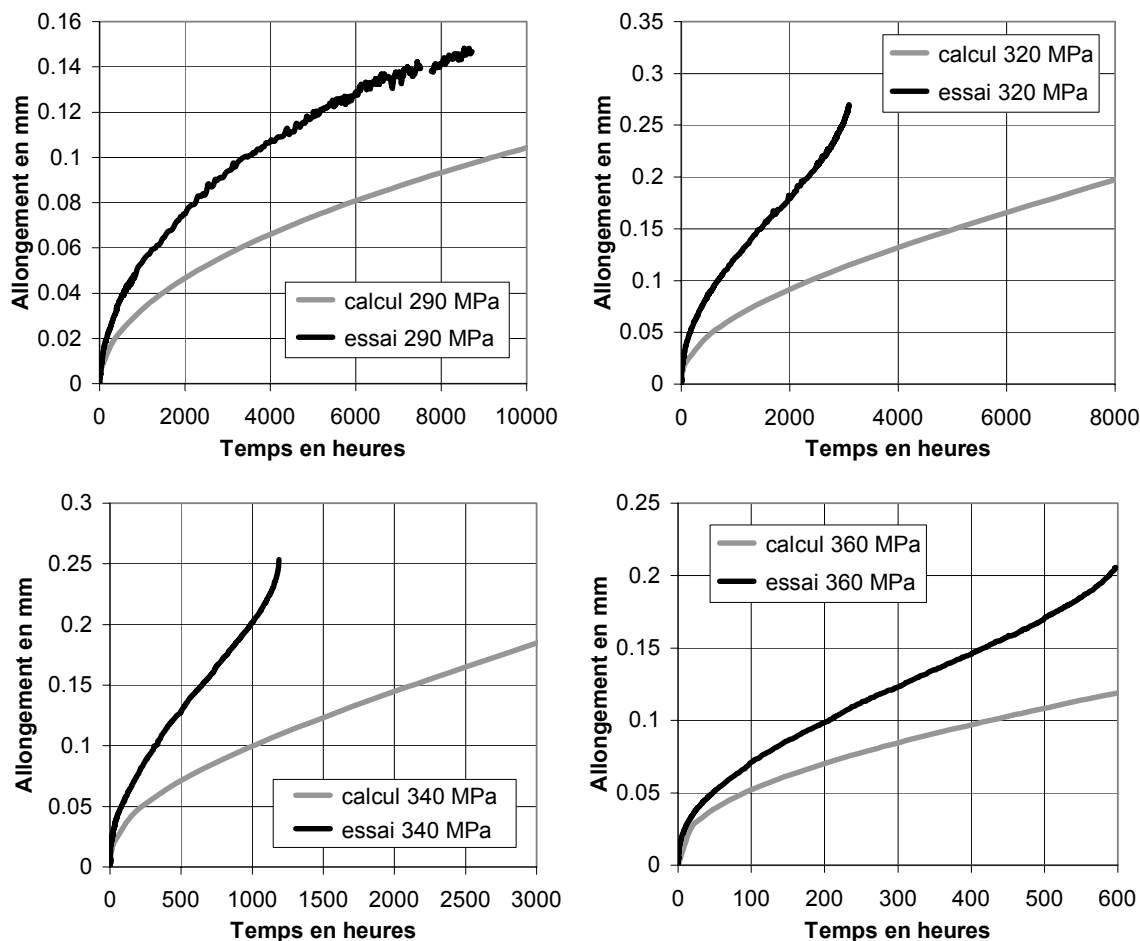 0.16
0.14
0.12
0.1
0.08
0.06
0.04
0.02
0
Allongement en mm
calcul 290 MPa
essai 290 MPa
0 2000 4000 6000 8000 10000
Temps en heures
0.35
0.3
0.25
0.2
0.15
0.1
0.05
0
Allongement en mm
calcul 320 MPa
essai 320 MPa
0 2000 4000 6000 8000
Temps en heures
0.3
0.25
0.2
0.15
0.1
0.05
0
Allongement en mm
calcul 340 MPa
essai 340 MPa
0 500 1000 1500 2000 2500 3000
Temps en heures
0.25
0.2
0.15
0.1
0.05
0
Allongement en mm
calcul 360 MPa
essai 360 MPa
0 100 200 300 400 500 600
Temps en heures